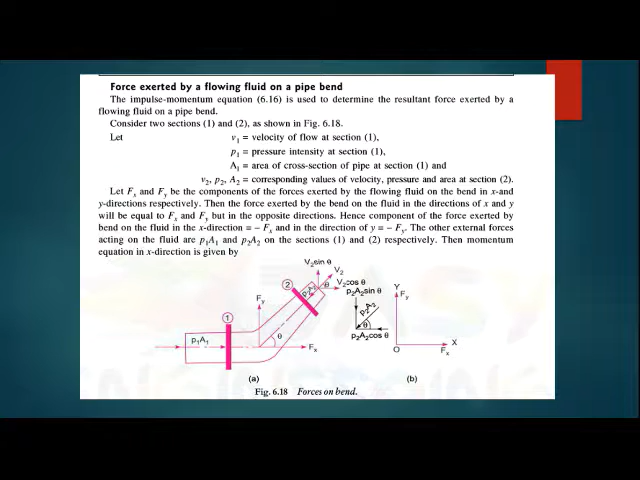 Force exerted by a flowing fluid on a pipe bend
The impulse-momentum equation (6.16) is used to determine the resultant force exerted by a
flowing fluid on a pipe bend.
Consider two sections (1) and (2), as shown in Fig. 6.18.
Let v₁ = velocity of flow at section (1),
p₁ = pressure intensity at section (1),
A₁ = area of cross-section of pipe at section (1) and
v₂, p₂, A₂ = corresponding values of velocity, pressure and area at section (2).
Let Fₓ and Fᵧ be the components of the forces exerted by the flowing fluid on the bend in x-and
y-directions respectively. Then the force exerted by the bend on the fluid in the directions of x and y
will be equal to Fₓ and Fᵧ but in the opposite directions. Hence component of the force exerted by
bend on the fluid in the x-direction = – Fₓ and in the direction of y = – Fᵧ. The other external forces
acting on the fluid are p₁A₁ and p₂A₂ on the sections (1) and (2) respectively. Then momentum
equation in x-direction is given by
V₂sin θ
V₂
2
p₂A₂
θ
V₂cos θ
p₂A₂sin θ
p₂A₂
θ
p₂A₂cos θ
Y
Fᵧ
Fᵧ
1
p₁A₁
θ
Fₓ
O
X
Fₓ
(a)
(b)
Fig. 6.18 Forces on bend.